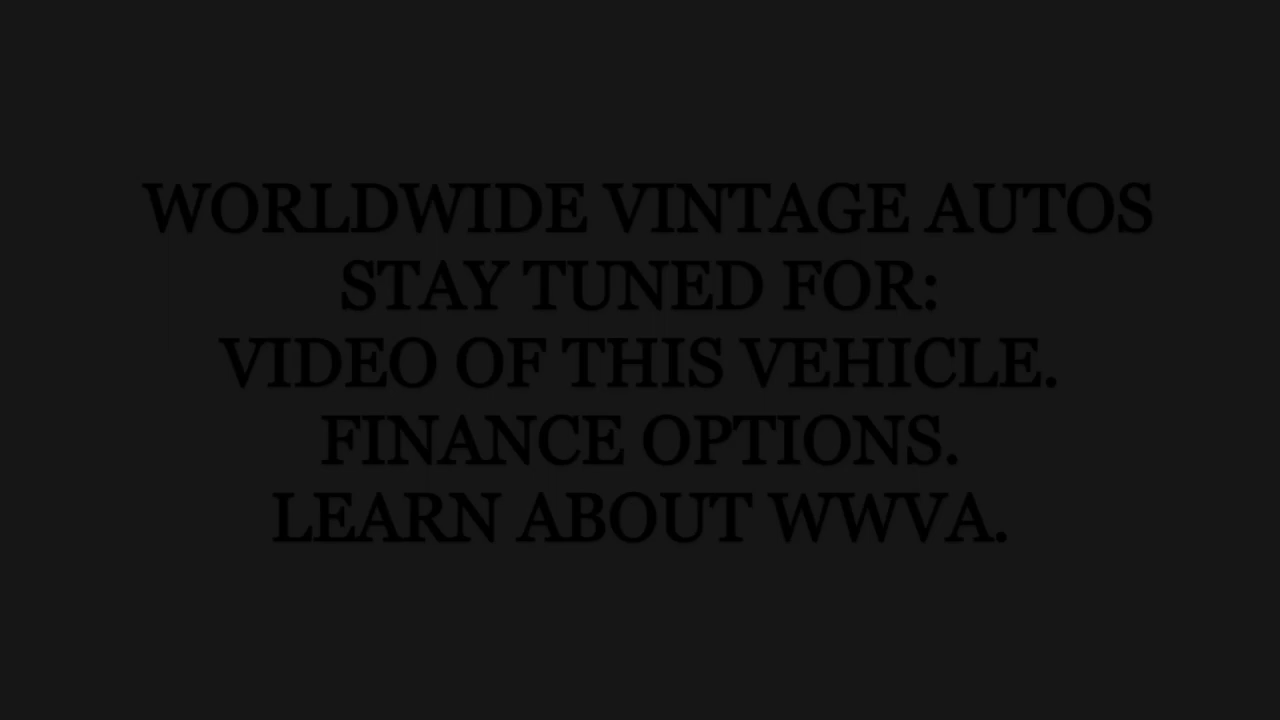 WORLDWIDE VINTAGE AUTOS
STAY TUNED FOR:
VIDEO OF THIS VEHICLE.
FINANCE OPTIONS.
LEARN ABOUT WWVA.